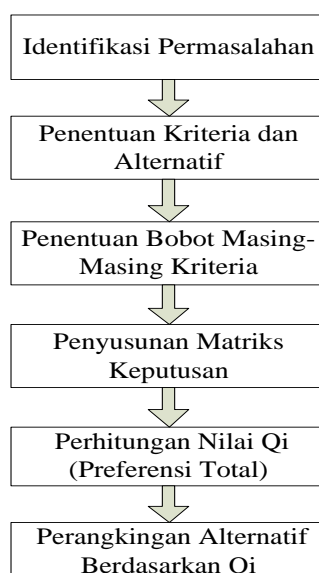 Identifikasi Permasalahan
Penentuan Kriteria dan
Alternatif
Penentuan Bobot Masing-
Masing Kriteria
Penyusunan Matriks
Keputusan
Perhitungan Nilai Qi
(Preferensi Total)
Perangkingan Alternatif
Berdasarkan Qi